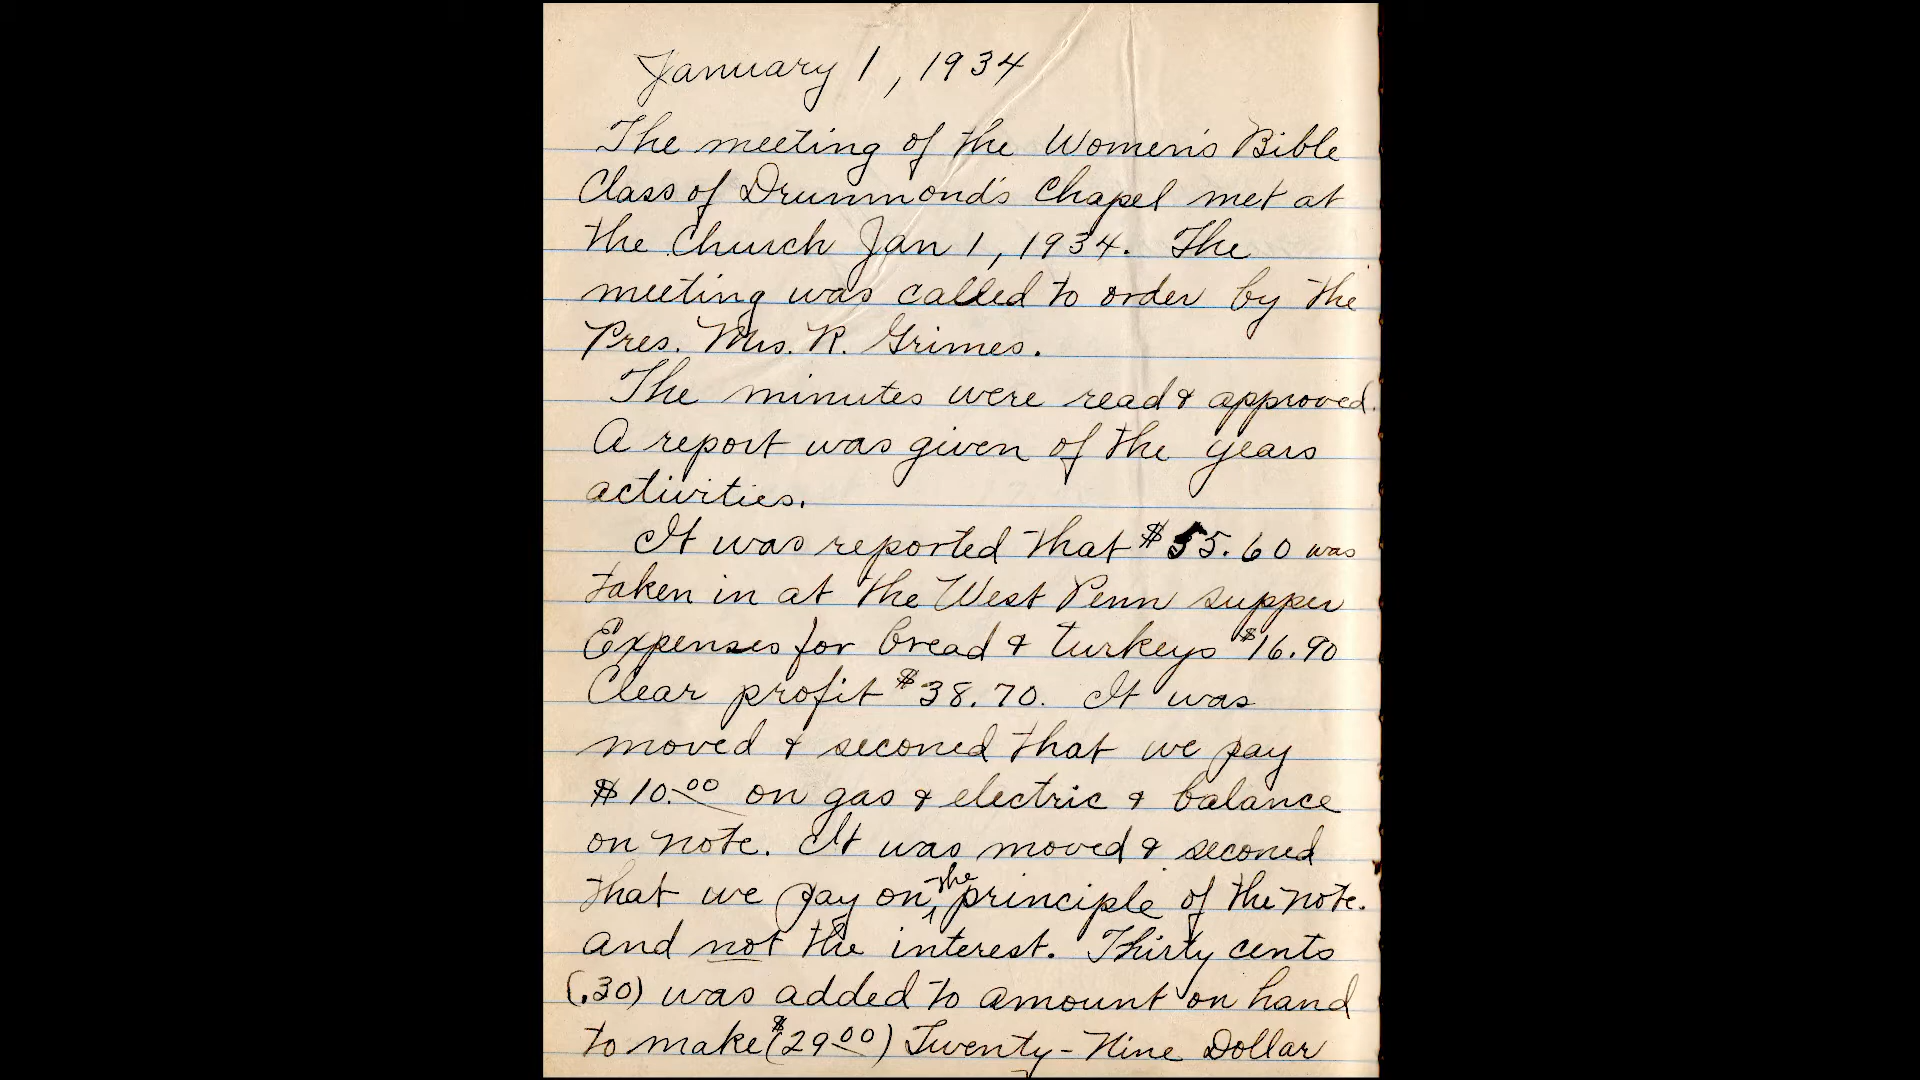 January 1, 1934
The meeting of the Women's Bible
Class of Drummond's Chapel met at
the Church Jan 1, 1934. The
meeting was called to order by the
Pres. Mrs. R. Grimes.
The minutes were read & approved.
A report was given of the years
activities.
It was reported that $55.60 was
taken in at the West Penn supper
Expenses for bread & turkeys $16.90
Clear profit $38.70. It was
moved & seconed that we pay
$10.00 on gas & electric & balance
on note. It was moved & seconed
that we pay on the principle of the note.
and not the interest. Thirty cents
(.30) was added to amount on hand
to make ($29.00) Twenty-Nine Dollar